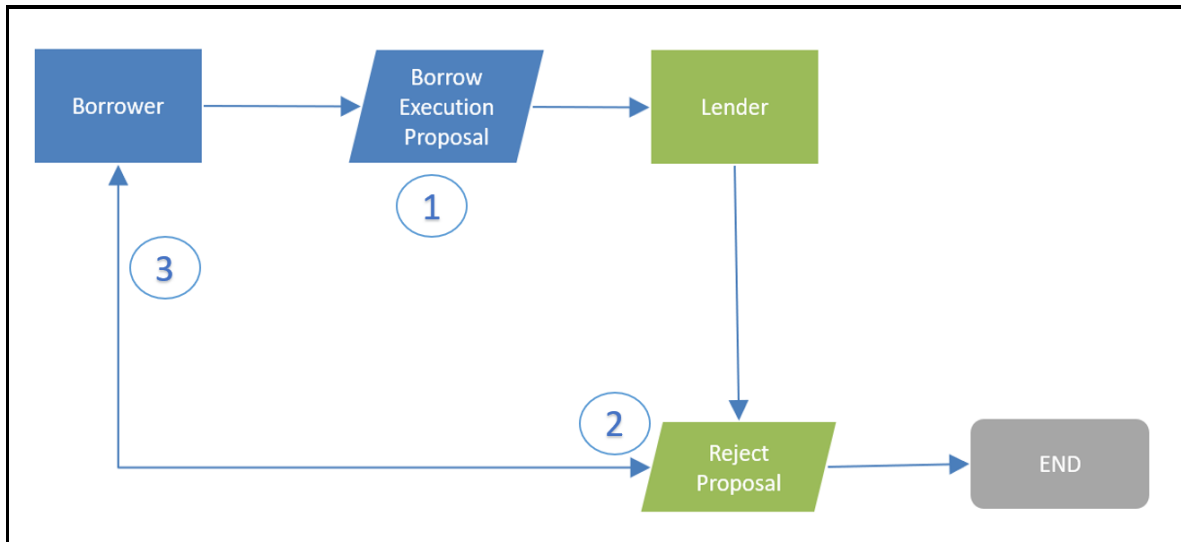 Borrower
Borrow
Execution
Proposal
Lender
1
3
2
Reject
Proposal
END